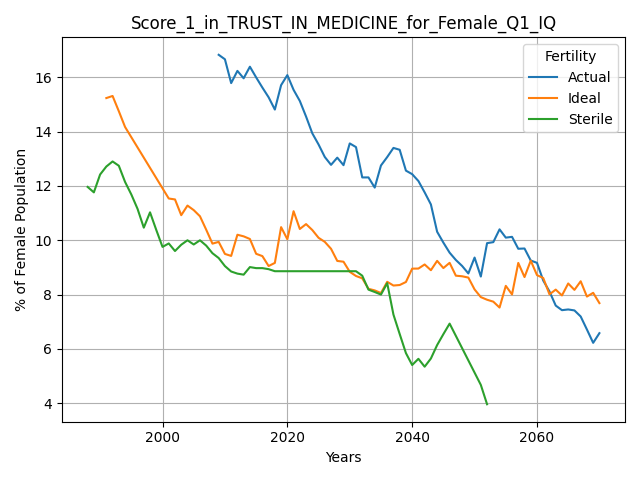 Score_1_in_TRUST_IN_MEDICINE_for_Female_Q1_IQ
Fertility
Actual
Ideal
Sterile
% of Female Population
16
14
12
10
8
6
4
2000
2020
2040
2060
Years